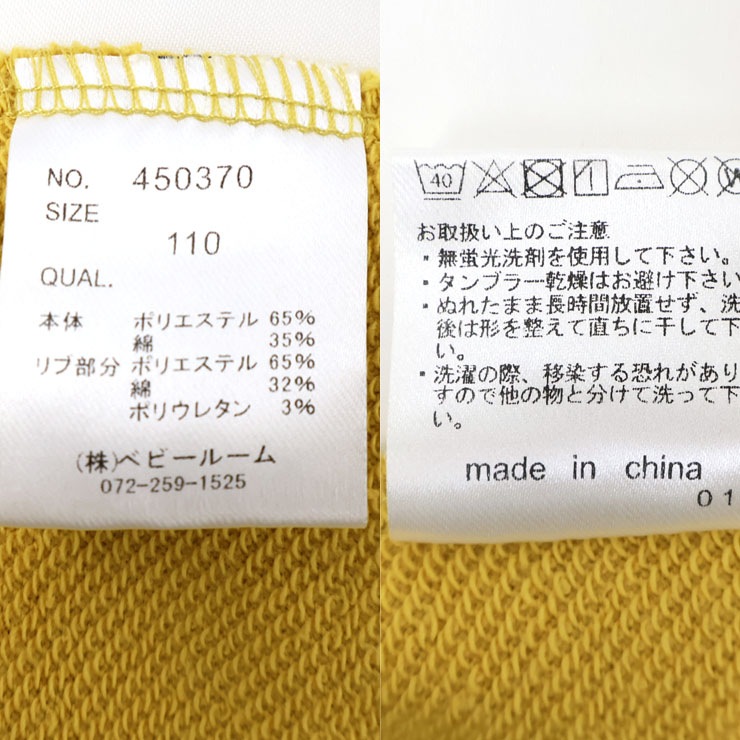 NO. 450370
SIZE
110
QUAL.
本体 ポリエステル 65%
綿 35%
リブ部分 ポリエステル 65%
綿 32%
ポリウレタン 3%
(株)ベビールーム
072-259-1525
40
お取扱い上のご注意
・無蛍光洗剤を使用して下さい。
・タンブラー乾燥はお避け下さい
・ぬれたまま長時間放置せず、洗
後は形を整えて直ちに干して下
い。
・洗濯の際、移染する恐れがあり
すので他の物と分けて洗って下
い。
made in china
01